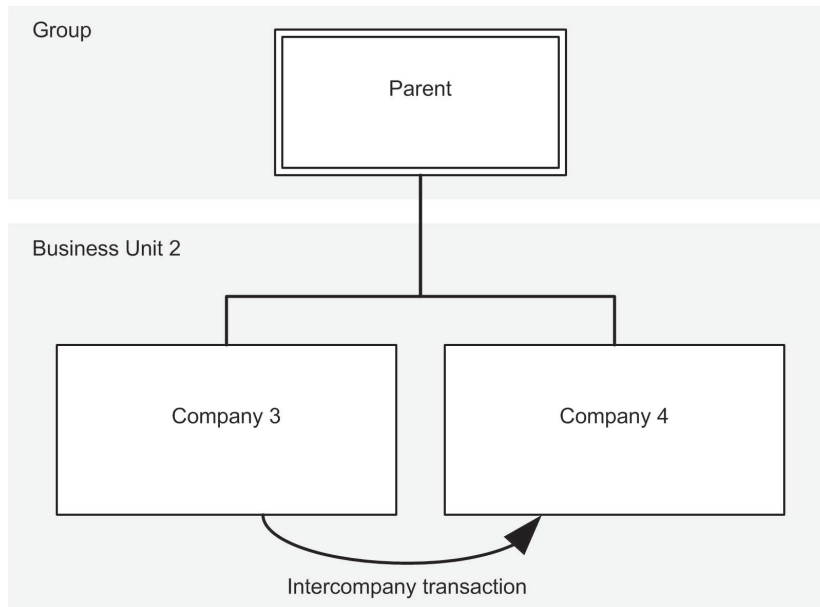 Group
Parent
Business Unit 2
Company 3
Company 4
Intercompany transaction